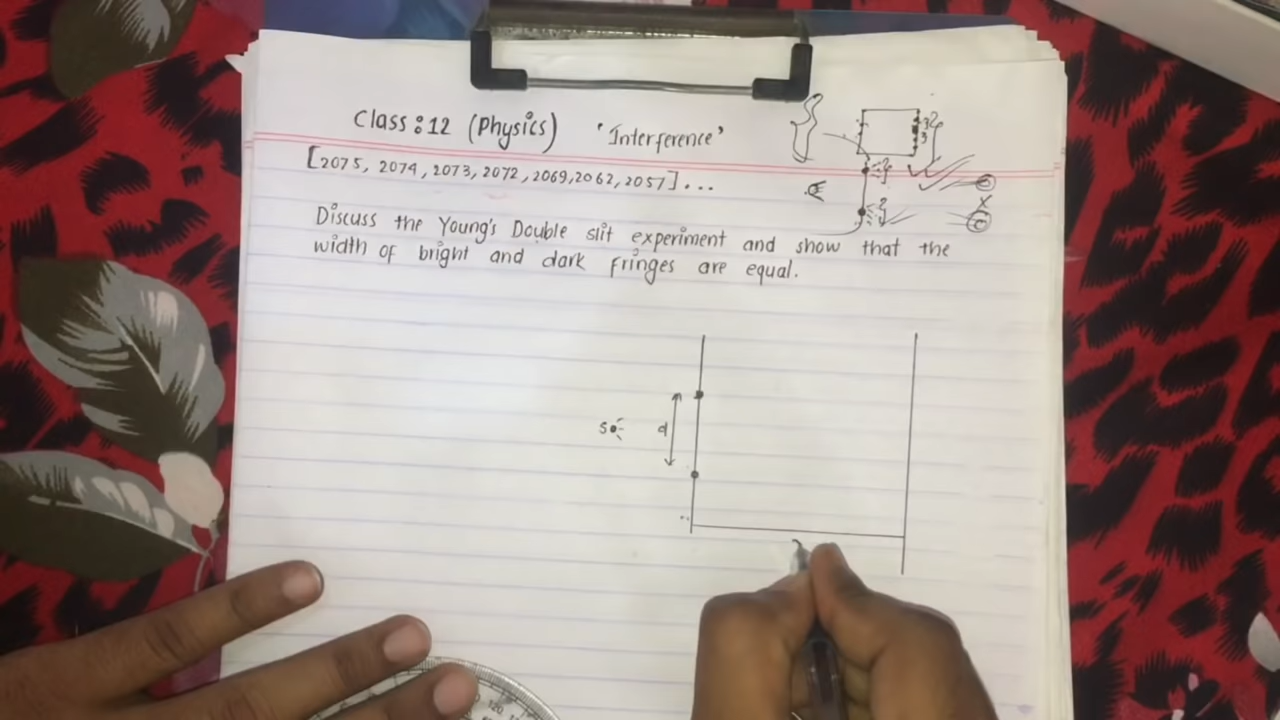 Class: 12 (Physics) 'Interference'
[2075, 2074, 2073, 2072, 2069, 2062, 2057] ...
Discuss the Young's Double slit experiment and show that the
width of bright and dark fringes are equal.
S
d